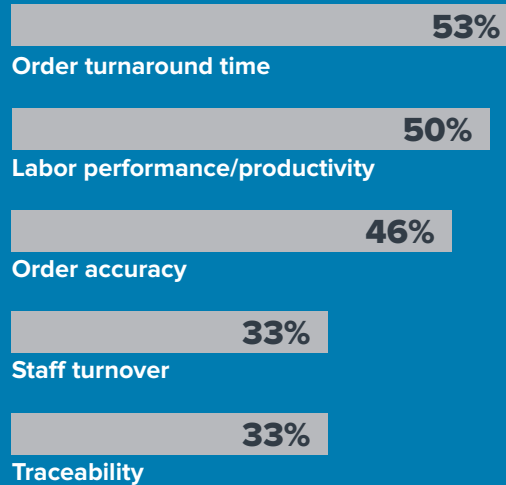 53%
Order turnaround time
50%
Labor performance/productivity
46%
Order accuracy
33%
Staff turnover
33%
Traceability